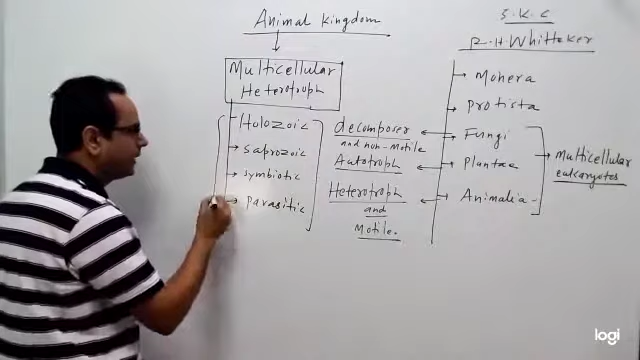 Animal kingdom
Multicellular
Heterotroph
Holozoic
Saprozoic
Symbiotic
Parasitic
decomposer
and non-motile
Autotroph
Heterotroph
and
Motile.
S.K.C
R.H.Whittaker
Monera
Protista
Fungi
Plantae
Animalia
Multicellular
eukaryotes
logi